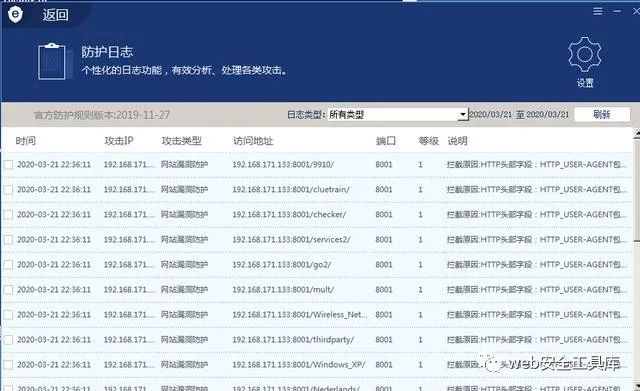 返回
防护日志
个性化的日志功能，有效分析、处理各类攻击。
设置
官方防护规则版本:2019-11-27 日志类型: 所有类型 2020/03/21 至 2020/03/21 刷新
时间 攻击IP 攻击类型 访问地址 端口 等级 说明
2020-03-21 22:36:11 192.168.171.... 网站漏洞防护 192.168.171.133:8001/9910/ 8001 1 拦截原因:HTTP头部字段：HTTP_USER-AGENT包...
2020-03-21 22:36:11 192.168.171.... 网站漏洞防护 192.168.171.133:8001/cluetrain/ 8001 1 拦截原因:HTTP头部字段：HTTP_USER-AGENT包...
2020-03-21 22:36:11 192.168.171.... 网站漏洞防护 192.168.171.133:8001/checker/ 8001 1 拦截原因:HTTP头部字段：HTTP_USER-AGENT包...
2020-03-21 22:36:11 192.168.171.... 网站漏洞防护 192.168.171.133:8001/services2/ 8001 1 拦截原因:HTTP头部字段：HTTP_USER-AGENT包...
2020-03-21 22:36:11 192.168.171.... 网站漏洞防护 192.168.171.133:8001/go2/ 8001 1 拦截原因:HTTP头部字段：HTTP_USER-AGENT包...
2020-03-21 22:36:11 192.168.171.... 网站漏洞防护 192.168.171.133:8001/mult/ 8001 1 拦截原因:HTTP头部字段：HTTP_USER-AGENT包...
2020-03-21 22:36:11 192.168.171.... 网站漏洞防护 192.168.171.133:8001/Wireless_Net... 8001 1 拦截原因:HTTP头部字段：HTTP_USER-AGENT包...
2020-03-21 22:36:11 192.168.171.... 网站漏洞防护 192.168.171.133:8001/thirdparty/ 8001 1 拦截原因:HTTP头部字段：HTTP_USER-AGENT包...
2020-03-21 22:36:11 192.168.171.... 网站漏洞防护 192.168.171.133:8001/Windows_XP/ 8001 1
web安全工具库
2020-03-21 22:36:11 192.168.171.... 网站漏洞防护 192.168.171.133:8001/Nederlands/ 8001 1 拦截原因:HTTP头部字段：HTTP_USER-AGENT包...